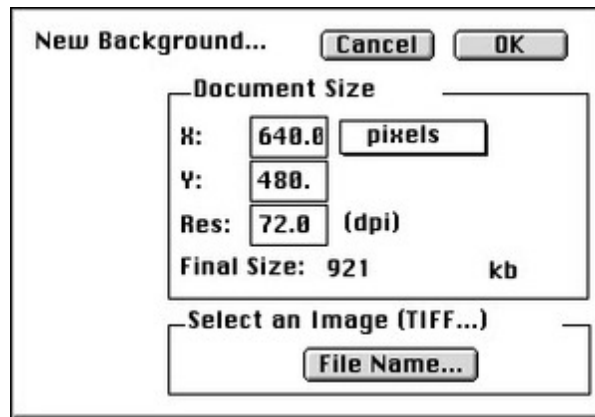 New Background... Cancel OK
Document Size
X: 640.0 pixels
Y: 480.
Res: 72.0 (dpi)
Final Size: 921 kb
Select an Image (TIFF...)
File Name...